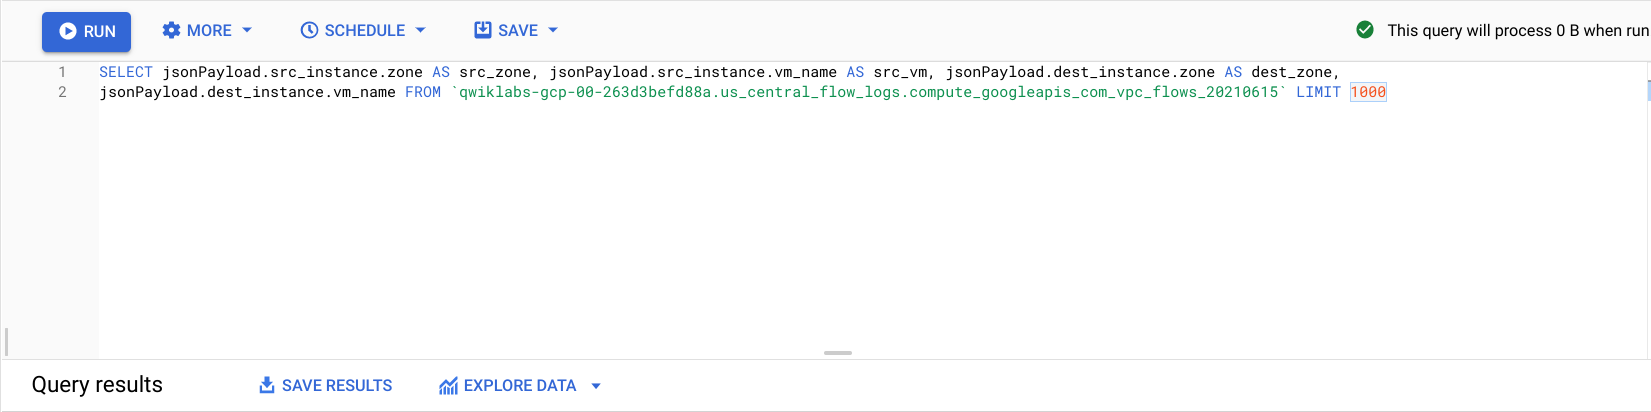 RUN MORE SCHEDULE SAVE This query will process 0 B when run
1 SELECT jsonPayload.src_instance.zone AS src_zone, jsonPayload.src_instance.vm_name AS src_vm, jsonPayload.dest_instance.zone AS dest_zone,
2 jsonPayload.dest_instance.vm_name FROM `qwiklabs-gcp-00-263d3befd88a.us_central_flow_logs.compute_googleapis_com_vpc_flows_20210615` LIMIT 1000
Query results SAVE RESULTS EXPLORE DATA